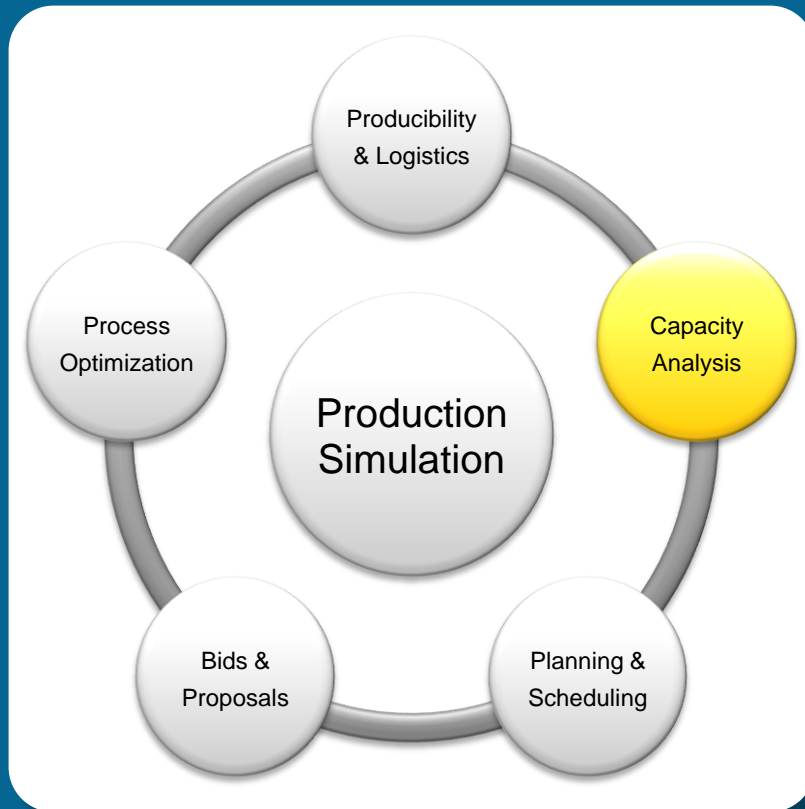 Producibility
& Logistics
Capacity
Analysis
Process
Optimization
Production
Simulation
Bids &
Proposals
Planning &
Scheduling